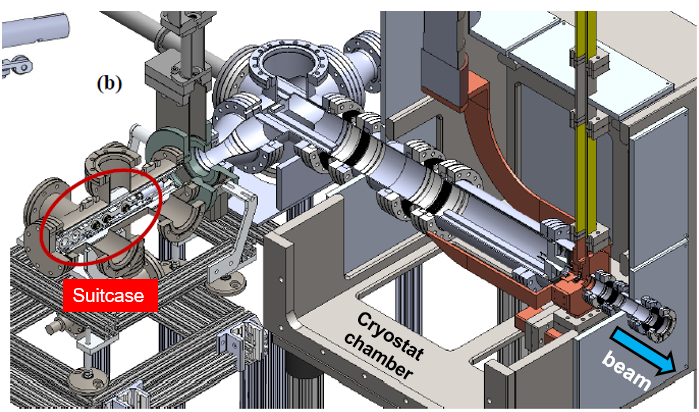 (b)
Suitcase
Cryostat
chamber
beam